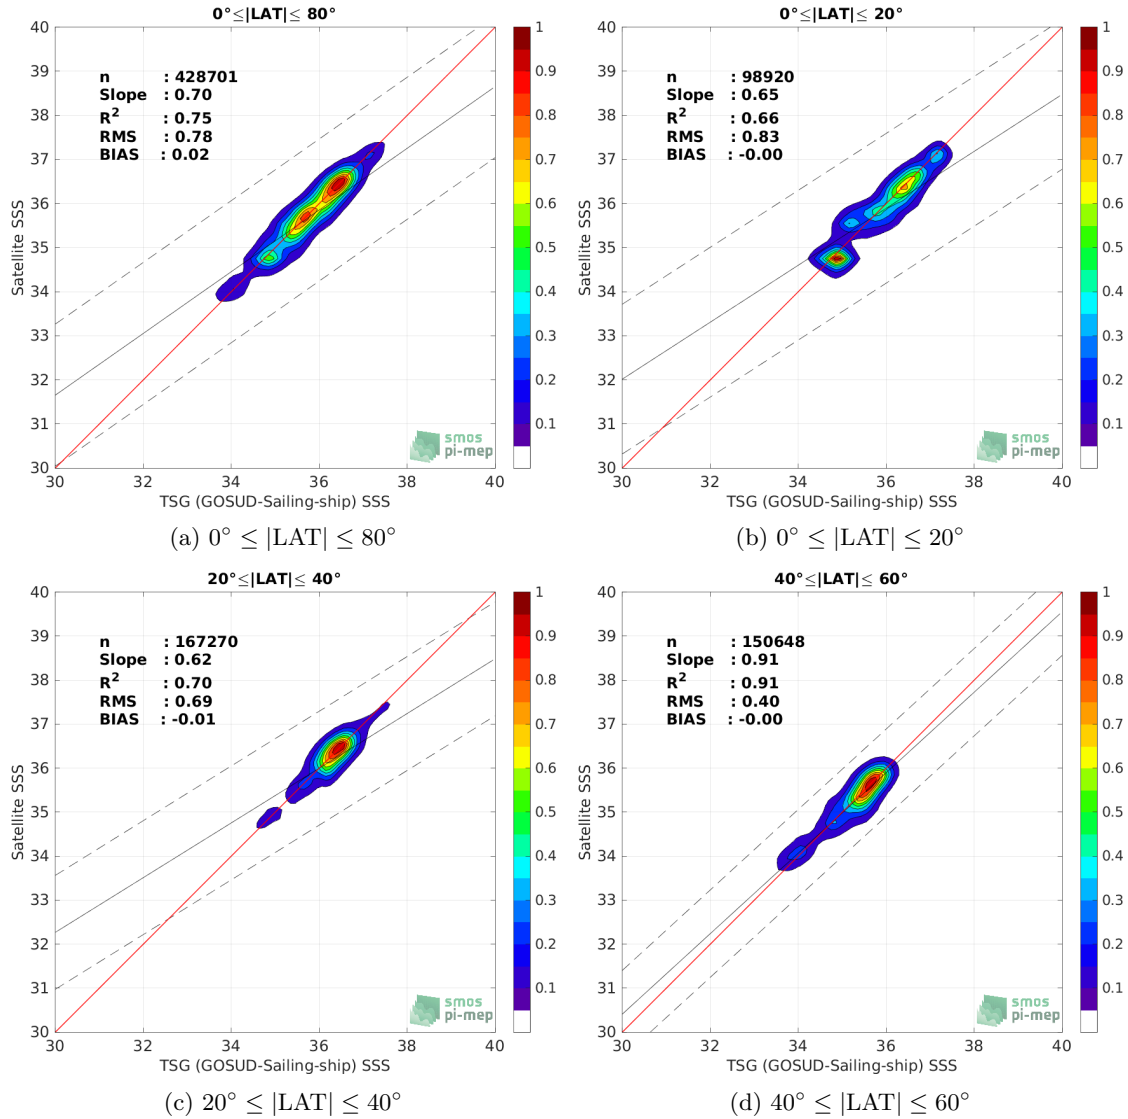 0°≤|LAT|≤ 80°
40
39
38
37
36
35
34
33
32
31
30
30
32
34
36
38
40
Satellite SSS
TSG (GOSUD-Sailing-ship) SSS
n : 428701
Slope : 0.70
R² : 0.75
RMS : 0.78
BIAS : 0.02
smos
pi-mep
1
0.9
0.8
0.7
0.6
0.5
0.4
0.3
0.2
0.1
(a) 0° ≤ |LAT| ≤ 80°
0°≤|LAT|≤ 20°
40
39
38
37
36
35
34
33
32
31
30
30
32
34
36
38
40
Satellite SSS
TSG (GOSUD-Sailing-ship) SSS
n : 98920
Slope : 0.65
R² : 0.66
RMS : 0.83
BIAS : -0.00
smos
pi-mep
1
0.9
0.8
0.7
0.6
0.5
0.4
0.3
0.2
0.1
(b) 0° ≤ |LAT| ≤ 20°
20°≤|LAT|≤ 40°
40
39
38
37
36
35
34
33
32
31
30
30
32
34
36
38
40
Satellite SSS
TSG (GOSUD-Sailing-ship) SSS
n : 167270
Slope : 0.62
R² : 0.70
RMS : 0.69
BIAS : -0.01
smos
pi-mep
1
0.9
0.8
0.7
0.6
0.5
0.4
0.3
0.2
0.1
(c) 20° ≤ |LAT| ≤ 40°
40°≤|LAT|≤ 60°
40
39
38
37
36
35
34
33
32
31
30
30
32
34
36
38
40
Satellite SSS
TSG (GOSUD-Sailing-ship) SSS
n : 150648
Slope : 0.91
R² : 0.91
RMS : 0.40
BIAS : -0.00
smos
pi-mep
1
0.9
0.8
0.7
0.6
0.5
0.4
0.3
0.2
0.1
(d) 40° ≤ |LAT| ≤ 60°